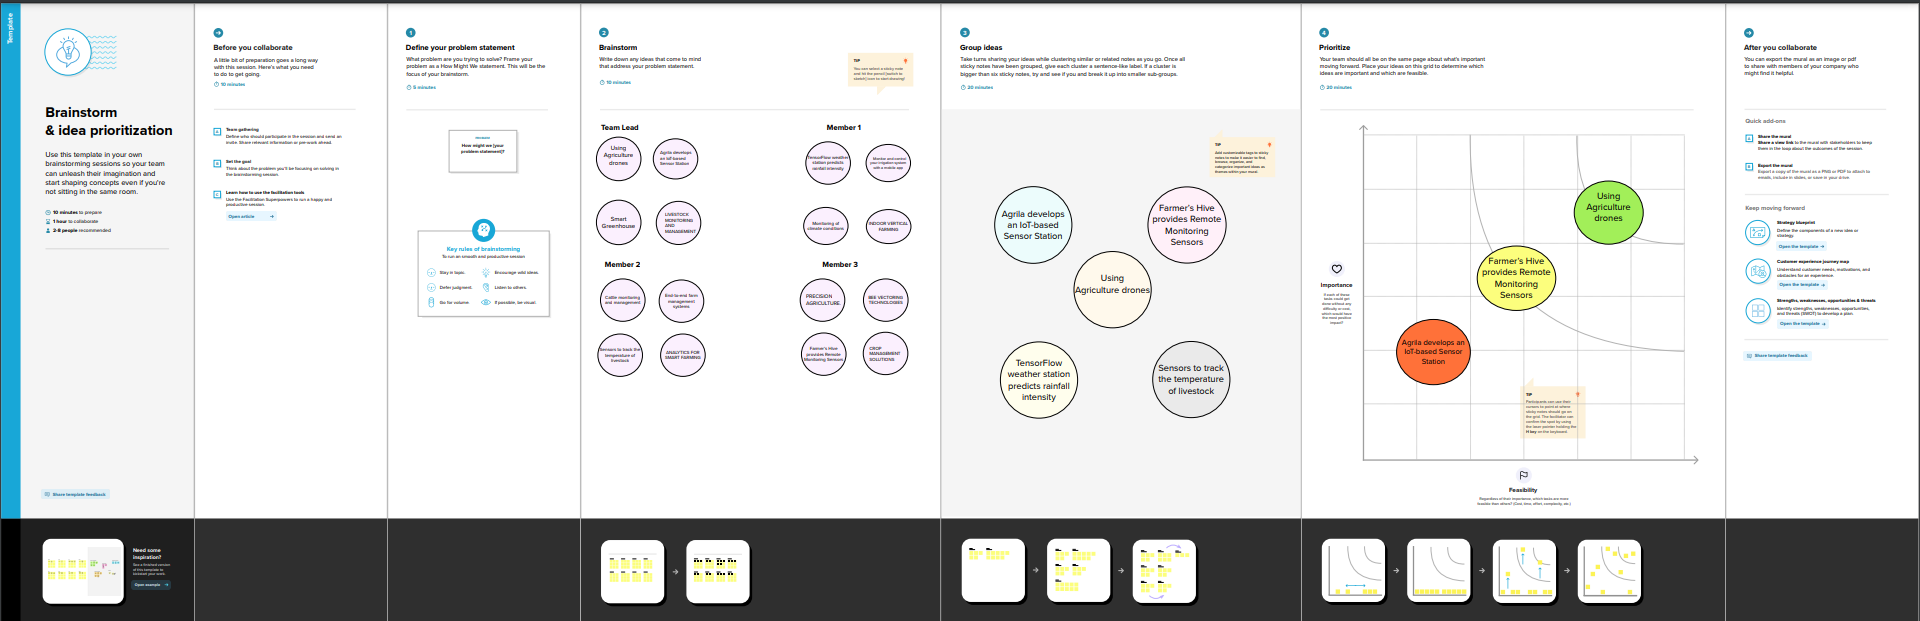 Template
Brainstorm
& idea prioritization
Use this template in your own
brainstorming sessions so your team
can unleash their imagination and
start shaping concepts even if you're
not sitting in the same room.
10 minutes to prepare
1 hour to collaborate
2-8 people recommended
Share template feedback
Need some
inspiration?
See a finished version
of this template to
kickstart your work.
Open example
Before you collaborate
A little bit of preparation goes a long way
with this session. Here's what you need
to do to get going.
10 minutes
Team gathering
Define who should participate in the session and send an
invite. Share relevant information or pre-work ahead.
Set the goal
Think about the problem you'll be focusing on solving in
the brainstorming session.
Learn how to use the facilitation tools
Use the Facilitation Superpowers to run a happy and
productive session.
Open article
1
Define your problem statement
What problem are you trying to solve? Frame your
problem as a How Might We statement. This will be the
focus of your brainstorm.
5 minutes
PROBLEM
How might we [your
problem statement]?
Key rules of brainstorming
To run an smooth and productive session
Stay in topic.
Encourage wild ideas.
Defer judgment.
Listen to others.
Go for volume.
If possible, be visual.
2
Brainstorm
Write down any ideas that come to mind
that address your problem statement.
10 minutes
TIP
You can select a sticky note
and hit the pencil [switch to
sketch] icon to start drawing!
Team Lead
Using
Agriculture
drones
Agrila develops
an IoT-based
Sensor Station
Smart
Greenhouse
LIVESTOCK
MONITORING
AND
MANAGEMENT
Member 1
TensorFlow weather
station predicts
rainfall intensity
Monitor and control
your irrigation system
with a mobile app
Monitoring of
climate conditions
INDOOR VERTICAL
FARMING
Member 2
Cattle monitoring
and management
End-to-end farm
management
systems
Sensors to track the
temperature of
livestock
ANALYTICS FOR
SMART FARMING
Member 3
PRECISION
AGRICULTURE.
BEE VECTORING
TECHNOLOGIES
Farmer's Hive
provides Remote
Monitoring Sensors
CROP
MANAGEMENT
SOLUTIONS
3
Group ideas
Take turns sharing your ideas while clustering similar or related notes as you go. Once all
sticky notes have been grouped, give each cluster a sentence-like label. If a cluster is
bigger than six sticky notes, try and see if you and break it up into smaller sub-groups.
20 minutes
TIP
Add customizable tags to sticky
notes to make it easier to find,
browse, organize, and
categorize important ideas as
themes within your mural.
Agrila develops
an IoT-based
Sensor Station
Farmer's Hive
provides Remote
Monitoring
Sensors
Using
Agriculture drones
TensorFlow
weather station
predicts rainfall
intensity
Sensors to track
the temperature
of livestock
4
Prioritize
Your team should all be on the same page about what's important
moving forward. Place your ideas on this grid to determine which
ideas are important and which are feasible.
20 minutes
Using
Agriculture
drones
Farmer's Hive
provides Remote
Monitoring
Sensors
Agrila develops an
IoT-based Sensor
Station
Importance
If each of these
tasks could get
done without any
difficulty or cost,
which would have
the most positive
impact?
TIP
Participants can use their
cursors to point at where
sticky notes should go on
the grid. The facilitator can
confirm the spot by using
the laser pointer holding the
H key on the keyboard.
Feasibility
Regardless of their importance, which tasks are more
feasible than others? (Cost, time, effort, complexity, etc.)
After you collaborate
You can export the mural as an image or pdf
to share with members of your company who
might find it helpful.
Quick add-ons
Share the mural
Share a view link to the mural with stakeholders to keep
them in the loop about the outcomes of the session.
Export the mural
Export a copy of the mural as a PNG or PDF to attach to
emails, include in slides, or save in your drive.
Keep moving forward
Strategy blueprint
Define the components of a new idea or
strategy.
Open the template
Customer experience journey map
Understand customer needs, motivations, and
obstacles for an experience.
Open the template
Strengths, weaknesses, opportunities & threats
Identify strengths, weaknesses, opportunities,
and threats (SWOT) to develop a plan.
Open the template
Share template feedback